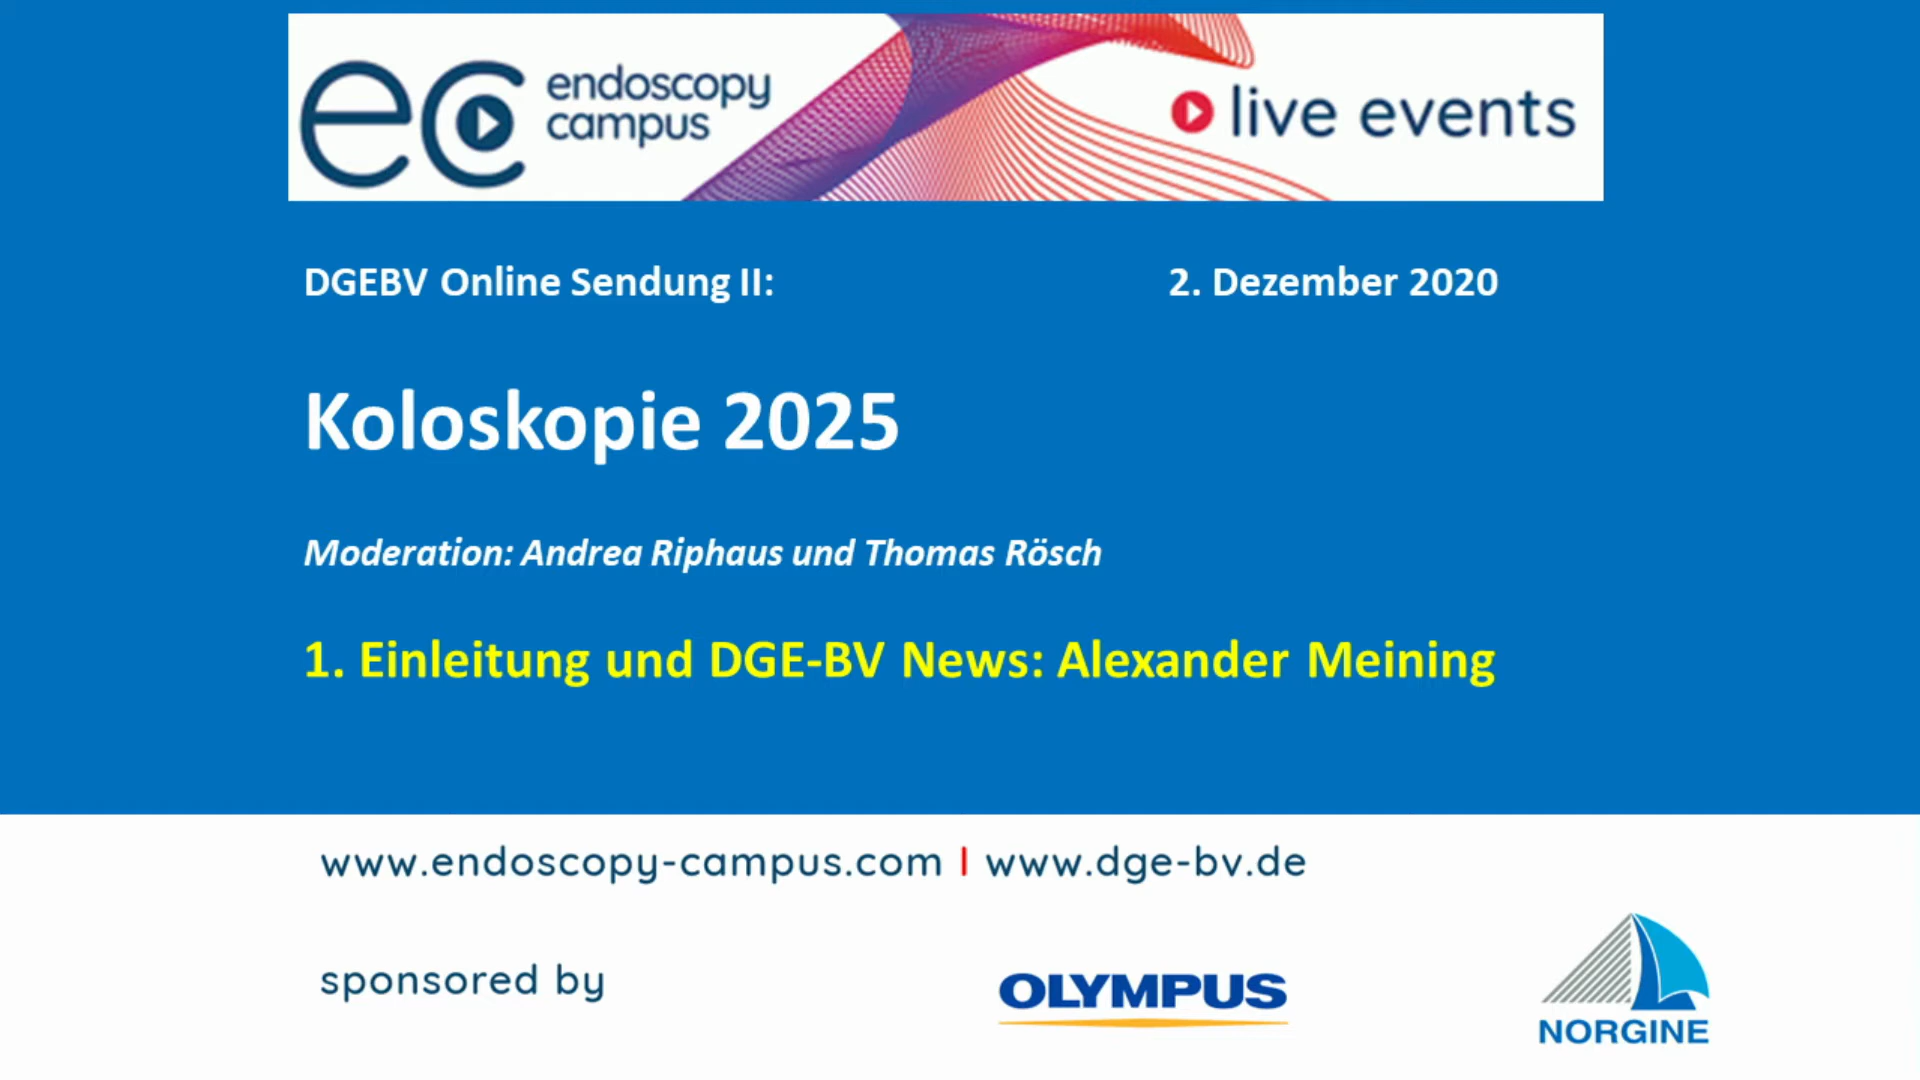 ec endoscopy
campus
live events
DGEBV Online Sendung II: 2. Dezember 2020
Koloskopie 2025
Moderation: Andrea Riphaus und Thomas Rösch
1. Einleitung und DGE-BV News: Alexander Meining
www.endoscopy-campus.com I www.dge-bv.de
sponsored by
OLYMPUS
NORGINE